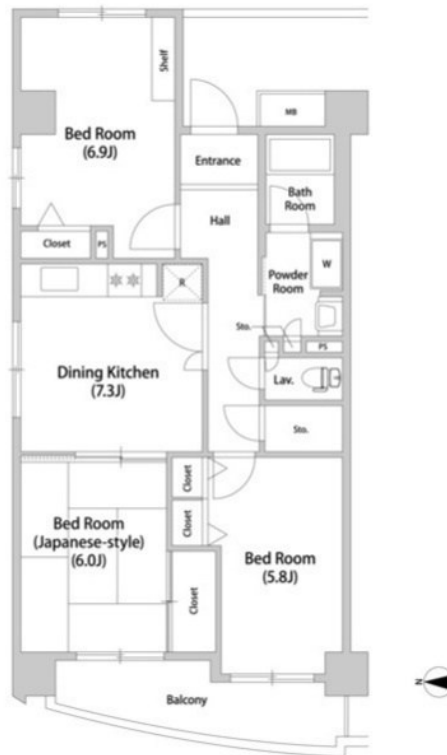 Shelf
MB
Bed Room
(6.9J)
Entrance
Bath
Room
Hall
Closet
PS
W
Powder
Room
R
Sto.
PS
Dining Kitchen
(7.3J)
Lav.
Sto.
Closet
Closet
Bed Room
(Japanese-style)
(6.0J)
Bed Room
(5.8J)
Closet
Balcony
N